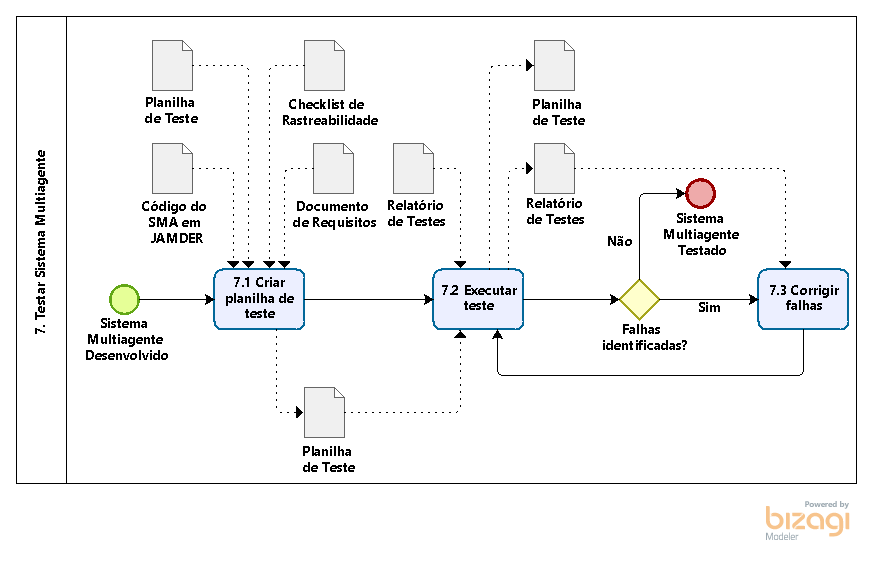 7. Testar Sistema Multiagente
Planilha
de Teste
Checklist de
Rastreabilidade
Planilha
de Teste
Código do
SMA em
JAMDER
Documento
de Requisitos
Relatório
de Testes
Relatório
de Testes
Sistema
Multiagente
Testado
Não
7.1 Criar
planilha de
teste
7.2 Executar
teste
7.3 Corrigir
falhas
Sim
Sistema
Multiagente
Desenvolvido
Falhas
identificadas?
Planilha
de Teste
Powered by
bizagi
Modeler